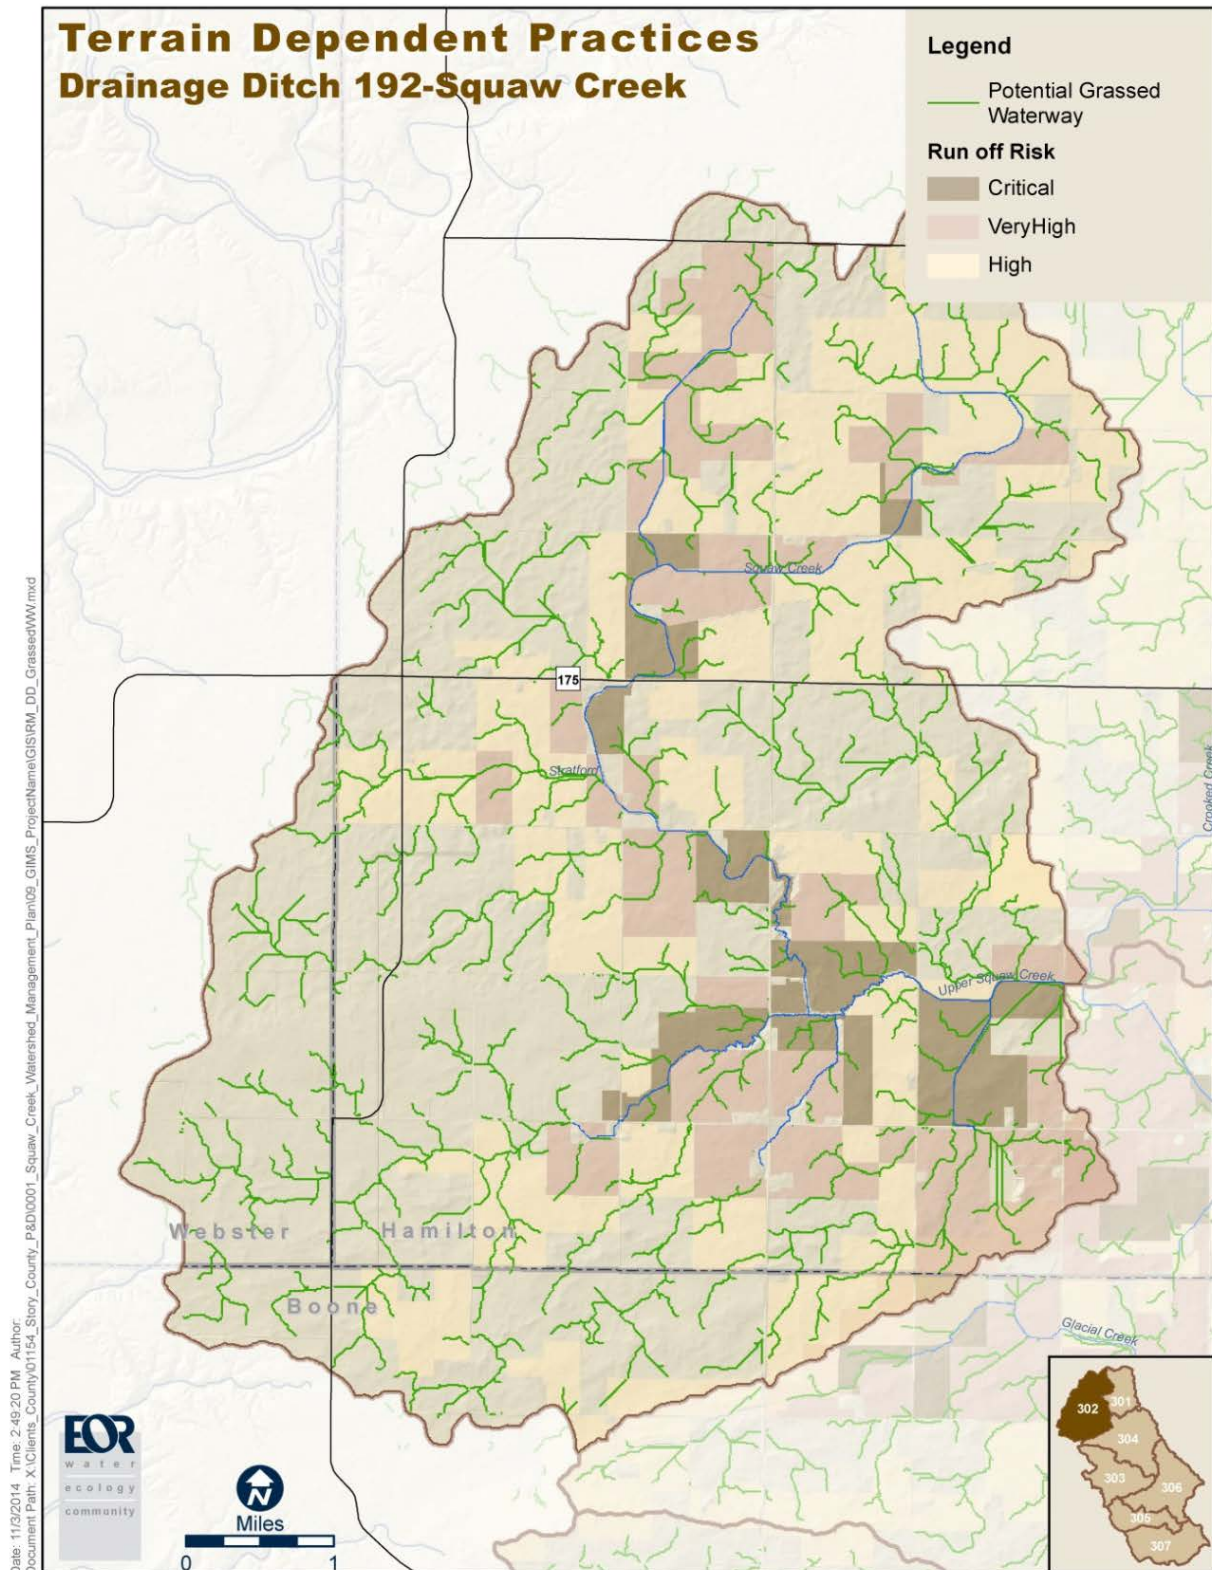 Terrain Dependent Practices
Drainage Ditch 192-Squaw Creek
Legend
Potential Grassed
Waterway
Run off Risk
Critical
VeryHigh
High
Squaw Creek
175
Stratford
Crooked Creek
Upper Squaw Creek
Webster
Hamilton
Boone
Glacial Creek
EOR
water
ecology
community
N
Miles
0 1
301
302
304
303
306
305
307
Date: 11/3/2014 Time: 2:49:20 PM Author:
Document Path: X:\Clients_County\01154_Story_County_P&D\0001_Squaw_Creek_Watershed_Management_Plan\09_GIMS_ProjectName\GIS\RM_DD_GrassedWW.mxd